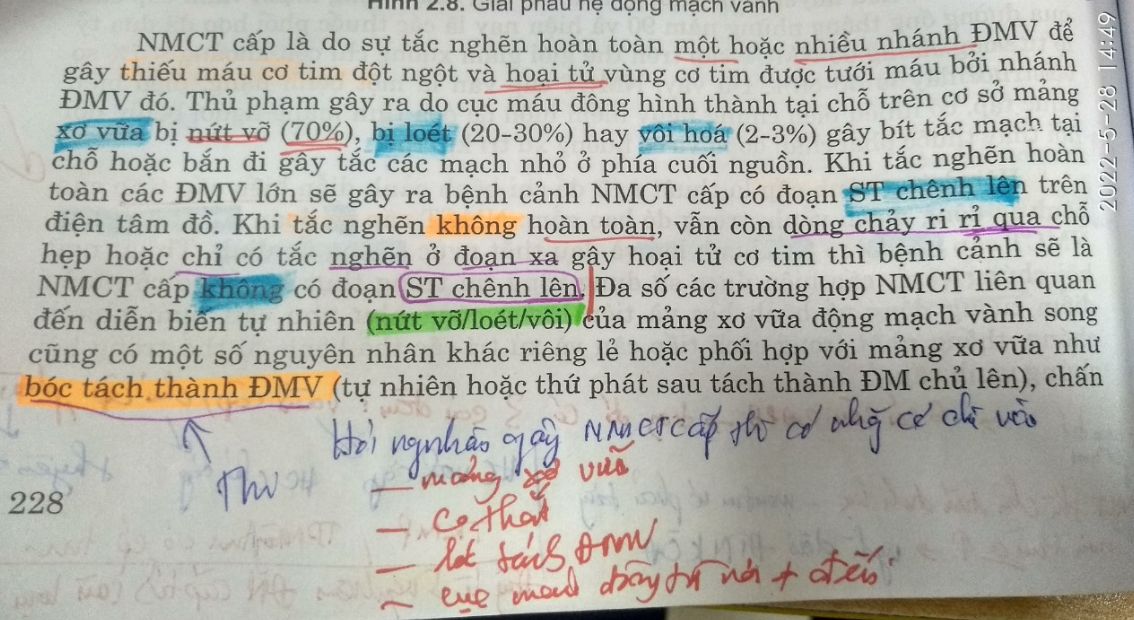 Hình 2.8. Giải phẫu hệ động mạch vành
NMCT cấp là do sự tắc nghẽn hoàn toàn một hoặc nhiều nhánh ĐMV để
gây thiếu máu cơ tim đột ngột và hoại tử vùng cơ tim được tưới máu bởi nhánh
ĐMV đó. Thủ phạm gây ra do cục máu đông hình thành tại chỗ trên cơ sở mảng
xơ vữa bị nứt vỡ (70%), bị loét (20-30%) hay vôi hoá (2-3%) gây bít tắc mạch tại
chỗ hoặc bắn đi gây tắc các mạch nhỏ ở phía cuối nguồn. Khi tắc nghẽn hoàn
toàn các ĐMV lớn sẽ gây ra bệnh cảnh NMCT cấp có đoạn ST chênh lên trên
điện tâm đồ. Khi tắc nghẽn không hoàn toàn, vẫn còn dòng chảy rỉ rỉ qua chỗ
hẹp hoặc chỉ có tắc nghẽn ở đoạn xa gây hoại tử cơ tim thì bệnh cảnh sẽ là
NMCT cấp không có đoạn ST chênh lên. Đa số các trường hợp NMCT liên quan
đến diễn biến tự nhiên (nứt vỡ/loét/vôi) của mảng xơ vữa động mạch vành song
cũng có một số nguyên nhân khác riêng lẻ hoặc phối hợp với mảng xơ vữa như
bóc tách thành ĐMV (tự nhiên hoặc thứ phát sau tách thành ĐM chủ lên), chấn
Hỏi ngnhân gây NMCT cấp thì có
— mảng xơ vữa
— Co thắt
— tách ĐMV
— cục máu đông từ nơi + đến
228
2022-5-28 14:49